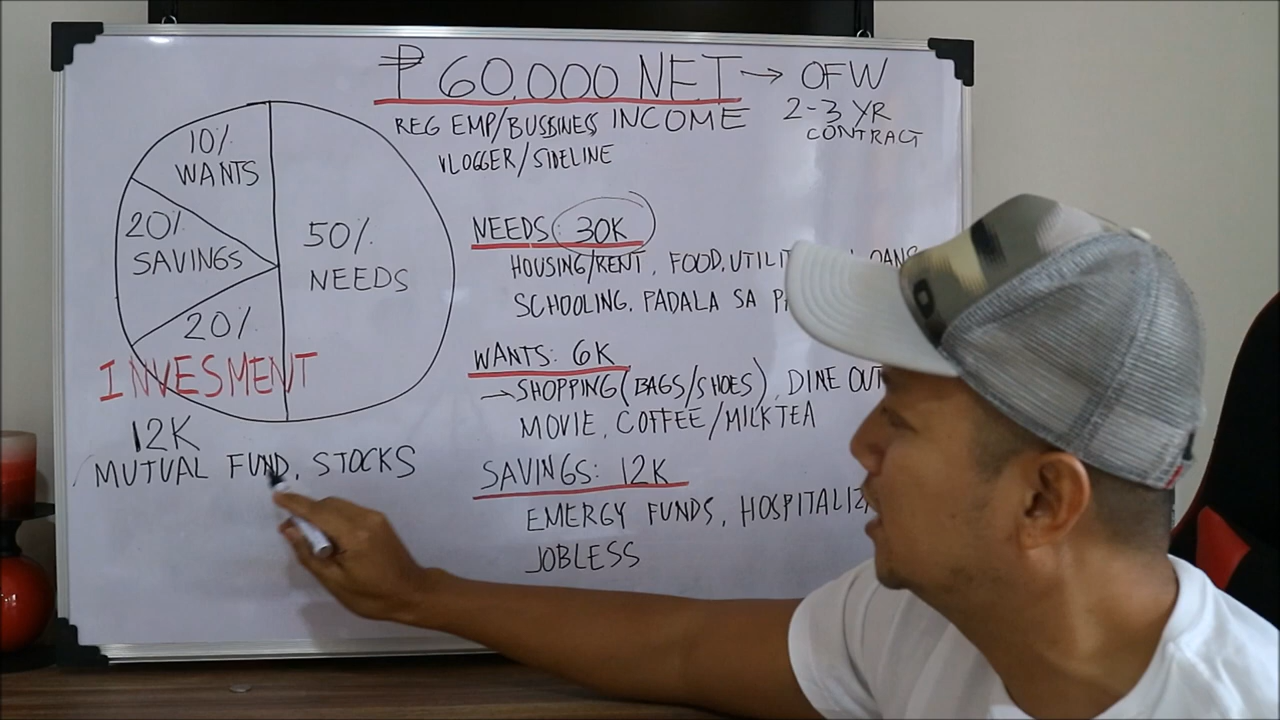 ₱ 60,000 NET → OFW
2-3 YR
CONTRACT
REG EMP/BUSSINESS INCOME
VLOGGER/SIDELINE
10%
WANTS
20%
SAVINGS
50%
NEEDS
20%
INVESMENT
12K
MUTUAL FUND, STOCKS
NEEDS: 30K
HOUSING/RENT, FOOD, UTILIT
SCHOOLING, PADALA SA P
WANTS: 6K
→ SHOPPING (BAGS/SHOES), DINE OUT
MOVIE, COFFEE/MILKTEA
SAVINGS: 12K
EMERGY FUNDS, HOSPITALIZ
JOBLESS